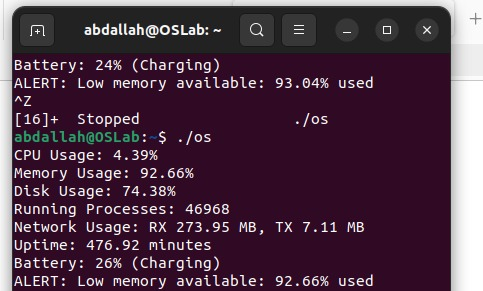 abdallah@OSLab: ~
Battery: 24% (Charging)
ALERT: Low memory available: 93.04% used
^Z
[16]+  Stopped                 ./os
abdallah@OSLab:~$ ./os
CPU Usage: 4.39%
Memory Usage: 92.66%
Disk Usage: 74.38%
Running Processes: 46968
Network Usage: RX 273.95 MB, TX 7.11 MB
Uptime: 476.92 minutes
Battery: 26% (Charging)
ALERT: Low memory available: 92.66% used